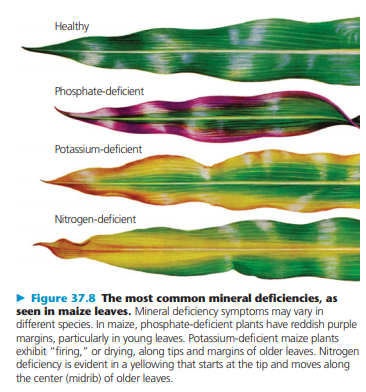 Healthy
Phosphate-deficient
Potassium-deficient
Nitrogen-deficient
▶ Figure 37.8 The most common mineral deficiencies, as
seen in maize leaves. Mineral deficiency symptoms may vary in
different species. In maize, phosphate-deficient plants have reddish purple
margins, particularly in young leaves. Potassium-deficient maize plants
exhibit "firing," or drying, along tips and margins of older leaves. Nitrogen
deficiency is evident in a yellowing that starts at the tip and moves along
the center (midrib) of older leaves.